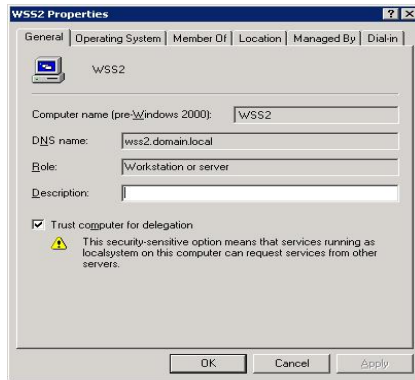 WSS2 Properties
General Operating System Member Of Location Managed By Dial-in
WSS2
Computer name (pre-Windows 2000): WSS2
DNS name: wss2.domain.local
Role: Workstation or server
Description:
Trust computer for delegation
This security-sensitive option means that services running as
localsystem on this computer can request services from other
servers.
OK Cancel Apply